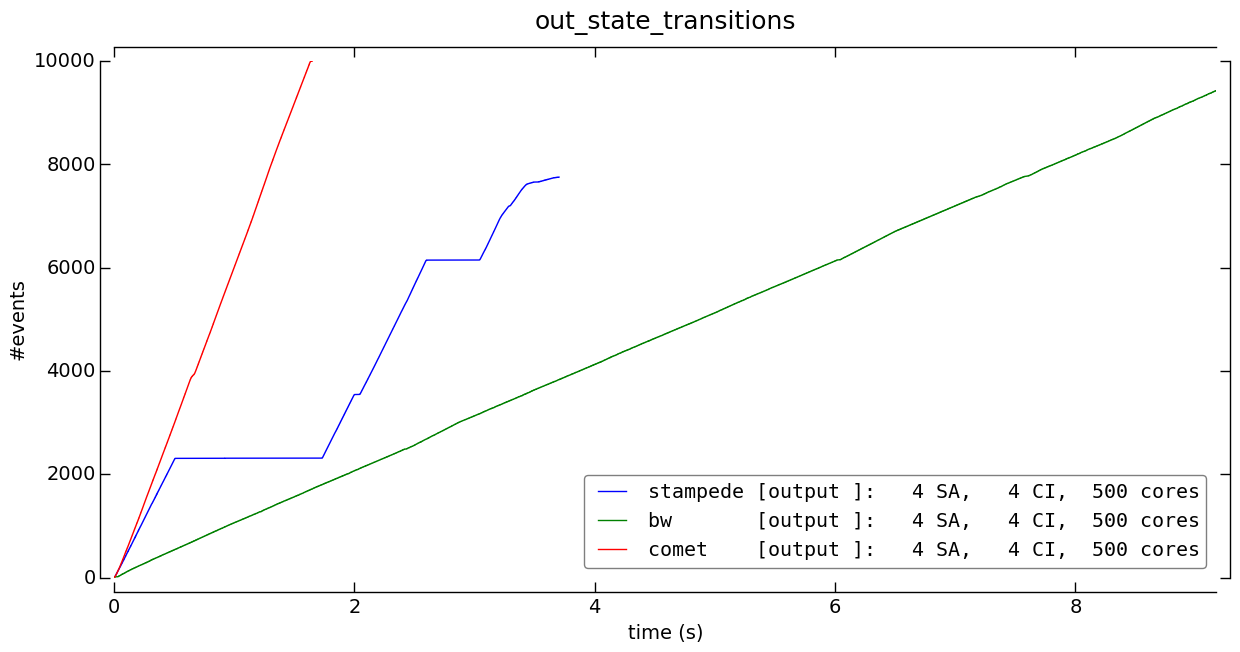 out_state_transitions
10000
8000
6000
4000
2000
0
#events
stampede [output ]:   4 SA,   4 CI,  500 cores
bw       [output ]:   4 SA,   4 CI,  500 cores
comet    [output ]:   4 SA,   4 CI,  500 cores
0 2 4 6 8
time (s)